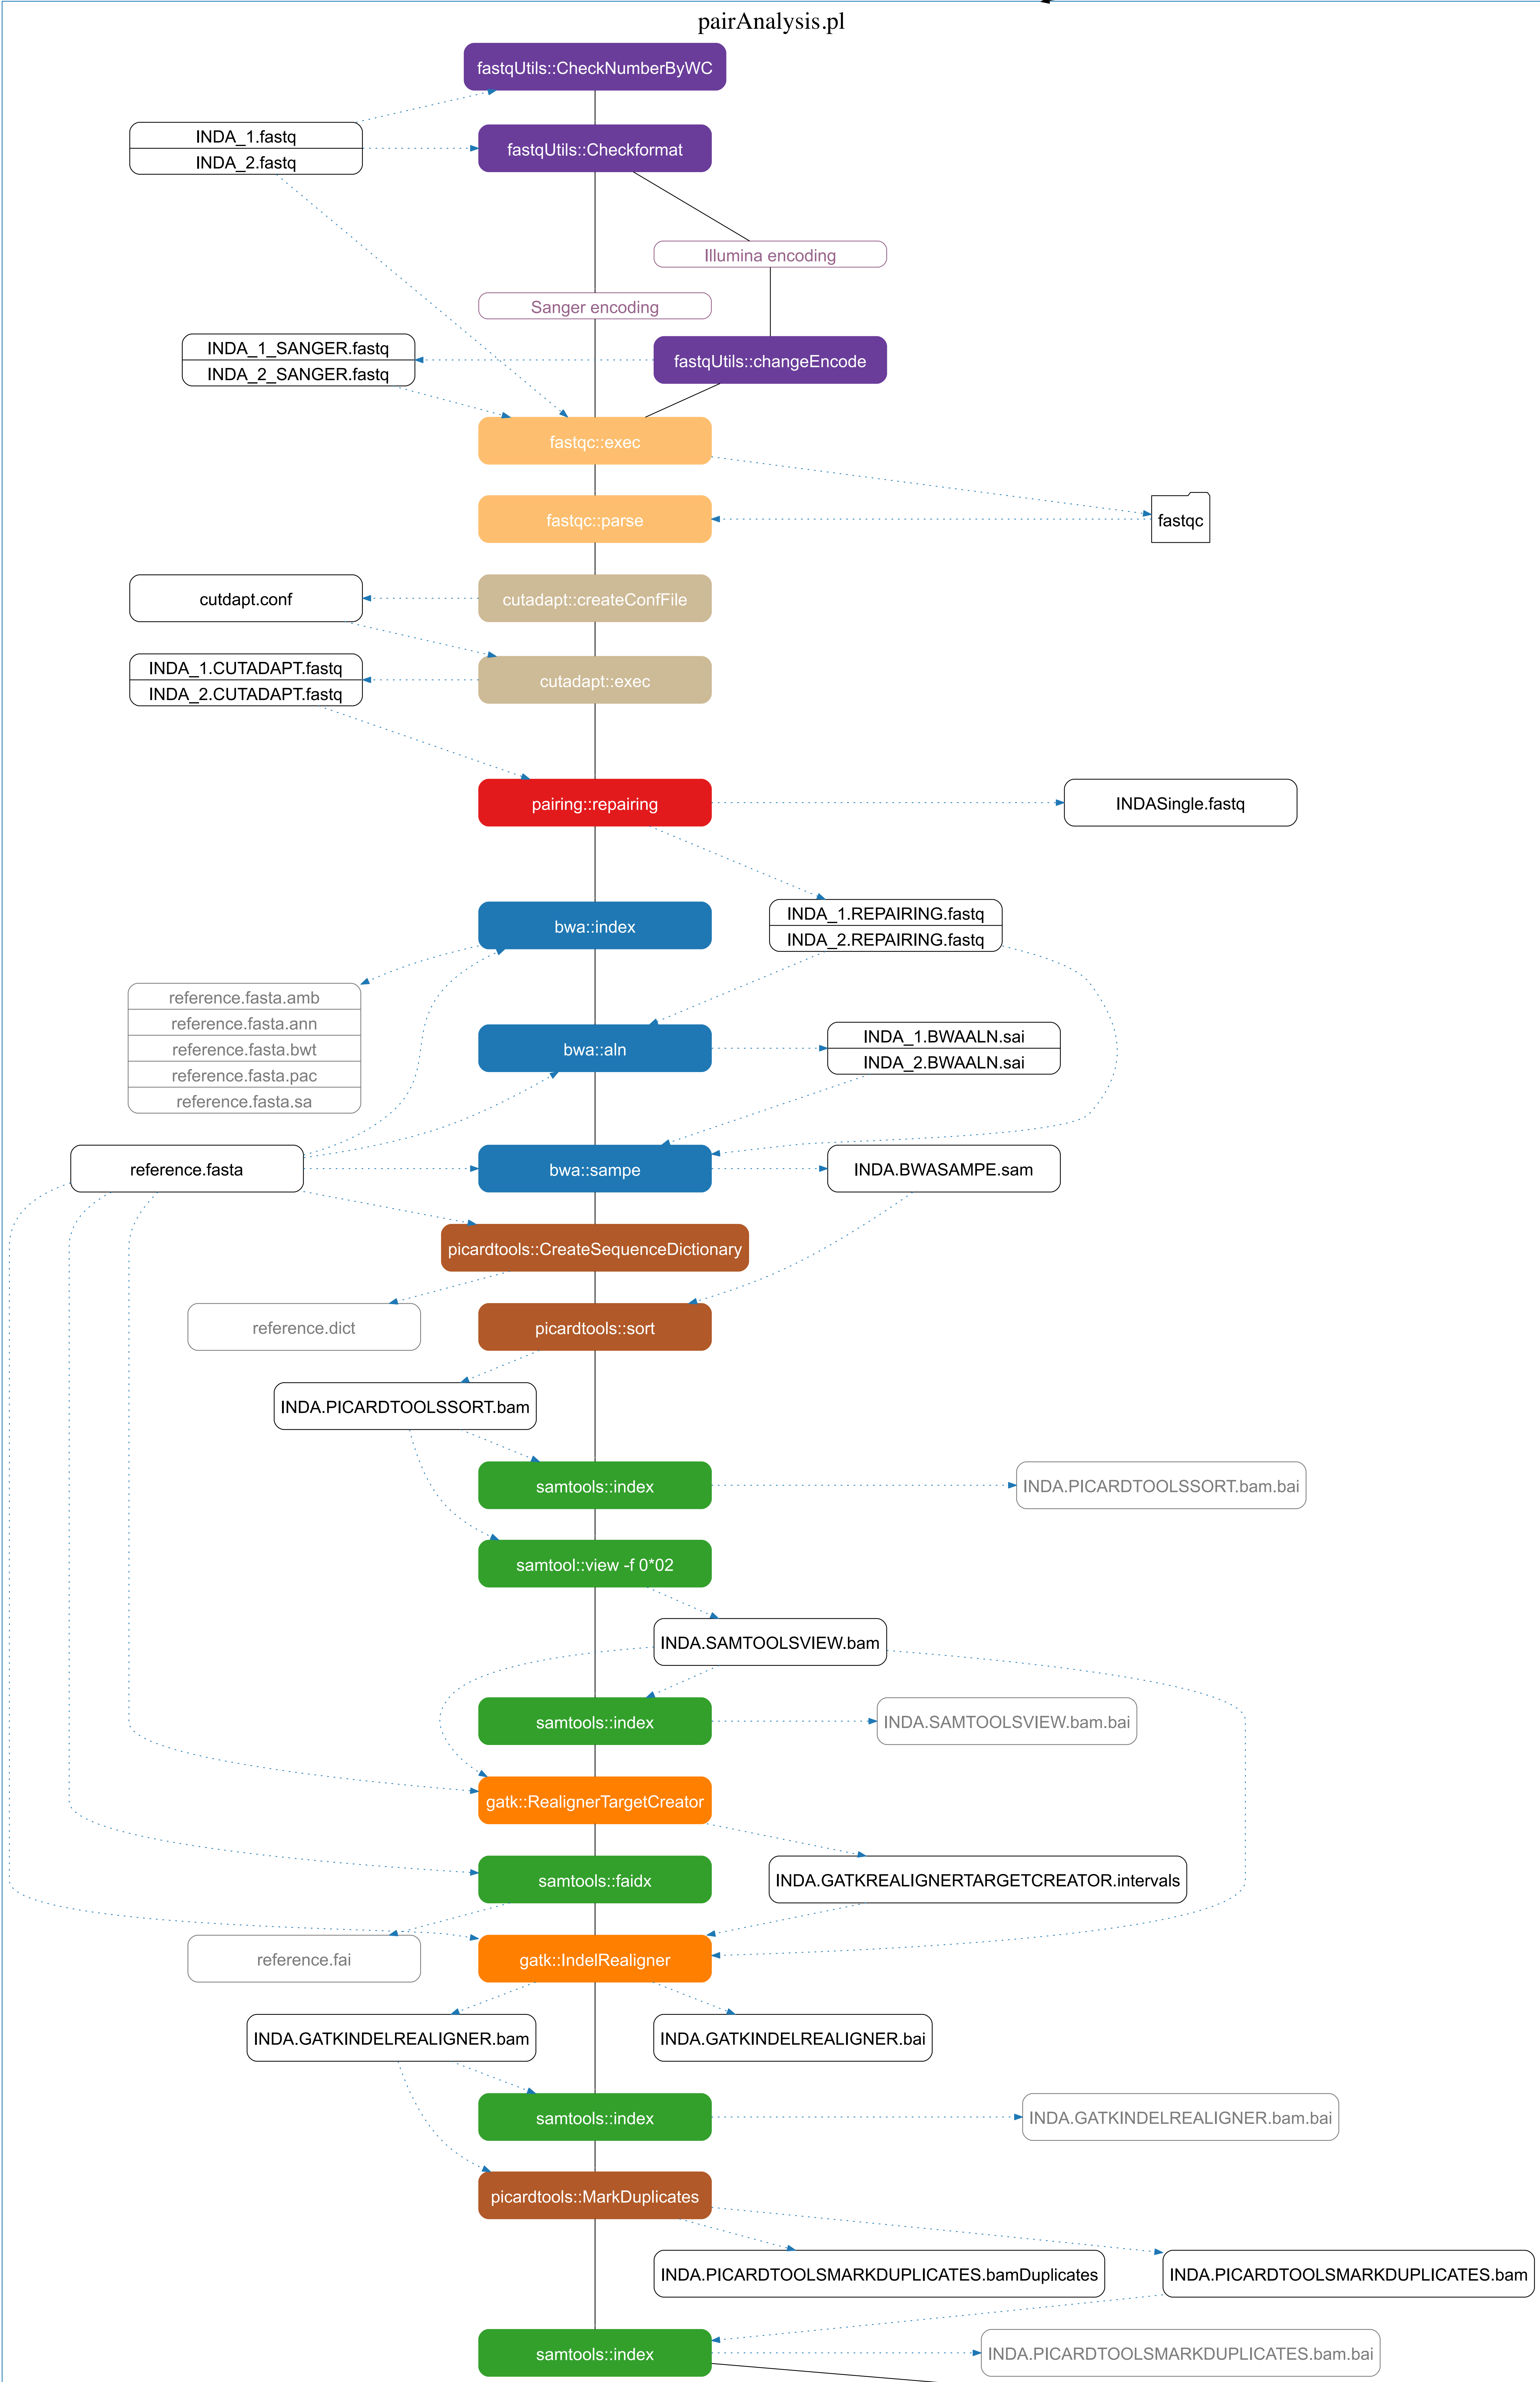 pairAnalysis.pl
fastqUtils::CheckNumberByWC
INDA_1.fastq
INDA_2.fastq
fastqUtils::Checkformat
Illumina encoding
Sanger encoding
INDA_1_SANGER.fastq
INDA_2_SANGER.fastq
fastqUtils::changeEncode
fastqc::exec
fastqc::parse
fastqc
cutdapt.conf
cutadapt::createConfFile
INDA_1.CUTADAPT.fastq
INDA_2.CUTADAPT.fastq
cutadapt::exec
pairing::repairing
INDASingle.fastq
bwa::index
INDA_1.REPAIRING.fastq
INDA_2.REPAIRING.fastq
reference.fasta.amb
reference.fasta.ann
reference.fasta.bwt
reference.fasta.pac
reference.fasta.sa
bwa::aln
INDA_1.BWAALN.sai
INDA_2.BWAALN.sai
reference.fasta
bwa::sampe
INDA.BWASAMPE.sam
picardtools::CreateSequenceDictionary
reference.dict
picardtools::sort
INDA.PICARDTOOLSSORT.bam
samtools::index
INDA.PICARDTOOLSSORT.bam.bai
samtool::view -f 0*02
INDA.SAMTOOLSVIEW.bam
samtools::index
INDA.SAMTOOLSVIEW.bam.bai
gatk::RealignerTargetCreator
samtools::faidx
INDA.GATKREALIGNERTARGETCREATOR.intervals
reference.fai
gatk::IndelRealigner
INDA.GATKINDELREALIGNER.bam
INDA.GATKINDELREALIGNER.bai
samtools::index
INDA.GATKINDELREALIGNER.bam.bai
picardtools::MarkDuplicates
INDA.PICARDTOOLSMARKDUPLICATES.bamDuplicates
INDA.PICARDTOOLSMARKDUPLICATES.bam
samtools::index
INDA.PICARDTOOLSMARKDUPLICATES.bam.bai